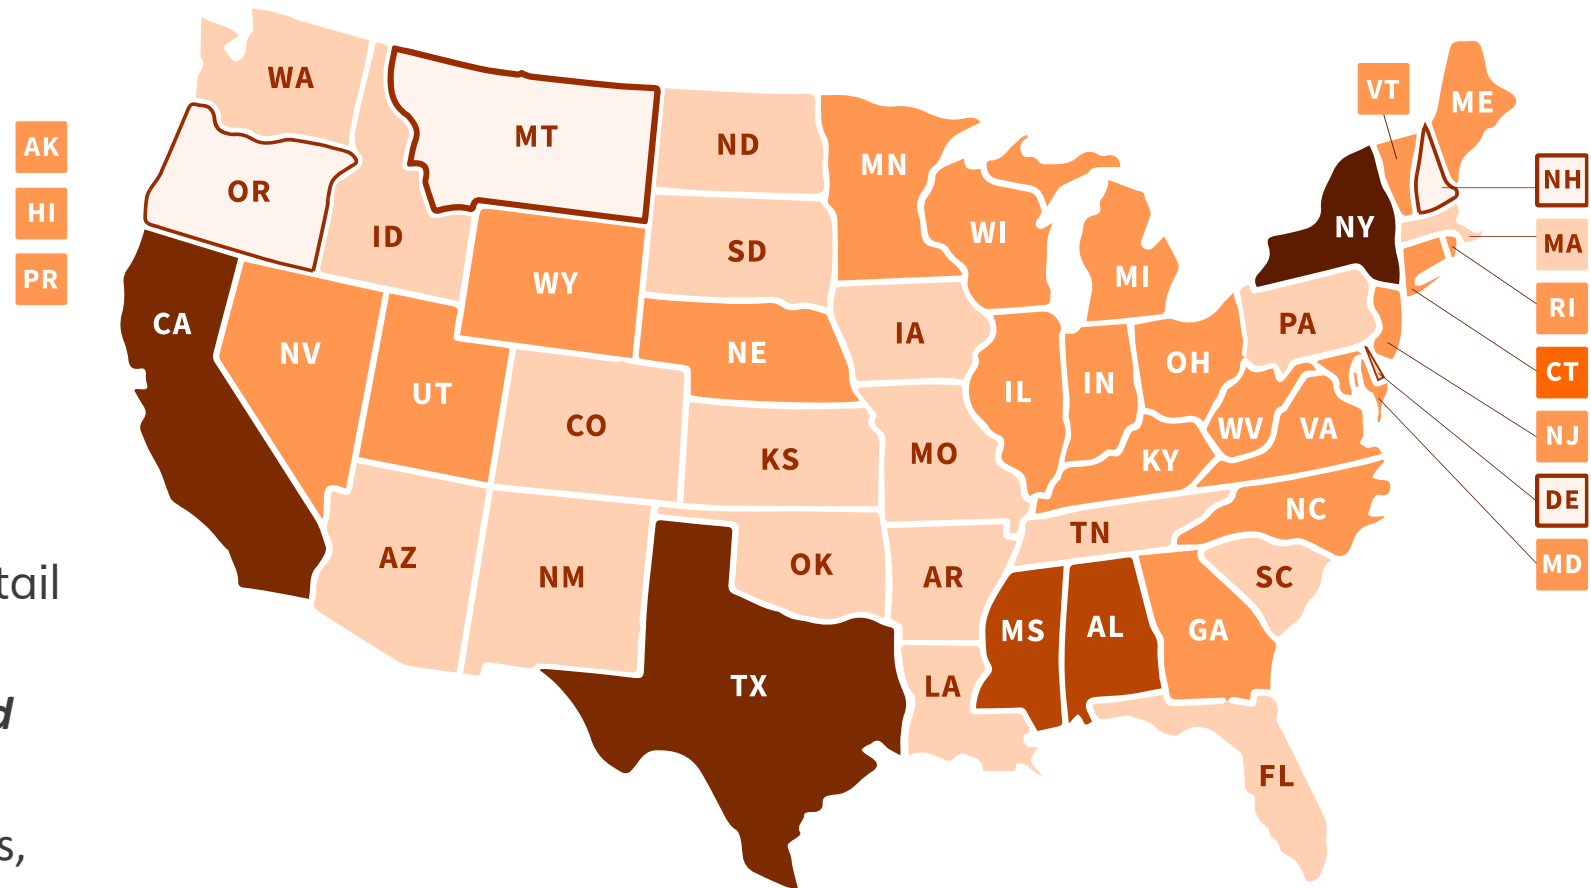 WA
MT
ND
MN
VT
ME
AK
OR
ID
SD
WI
MI
NY
NH
HI
MA
PR
WY
CA
NV
UT
NE
IA
PA
RI
CT
CO
KS
MO
IL
IN
OH
WV
VA
KY
NJ
DE
MD
AZ
NM
OK
AR
TN
NC
SC
MS
AL
GA
TX
LA
FL
tail
d
s,